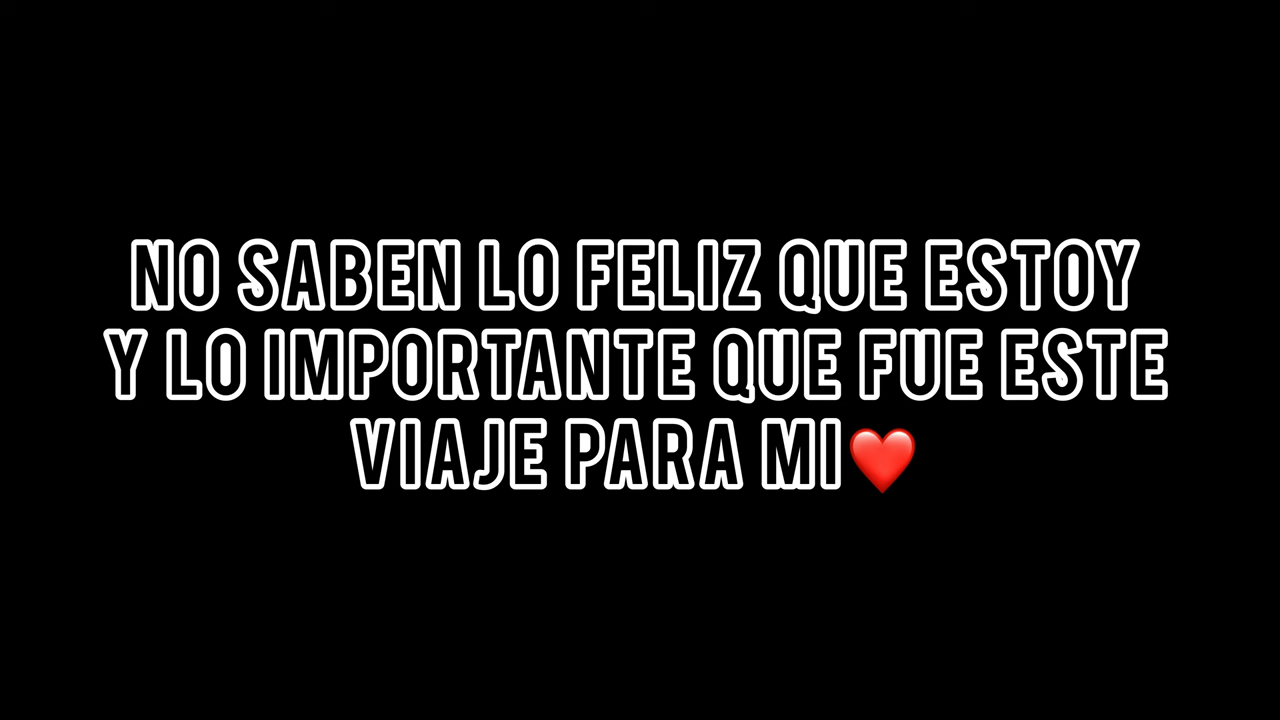 NO SABEN LO FELIZ QUE ESTOY
Y LO IMPORTANTE QUE FUE ESTE
VIAJE PARA MI❤️